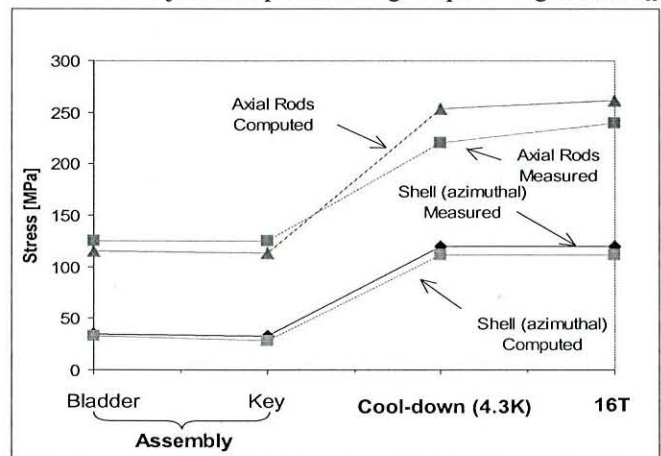 300
250
200
150
100
50
0
Stress [MPa]
Axial Rods
Computed
Axial Rods
Measured
Shell (azimuthal)
Measured
Shell (azimuthal)
Computed
Bladder
Key
Cool-down (4.3K)
16T
Assembly